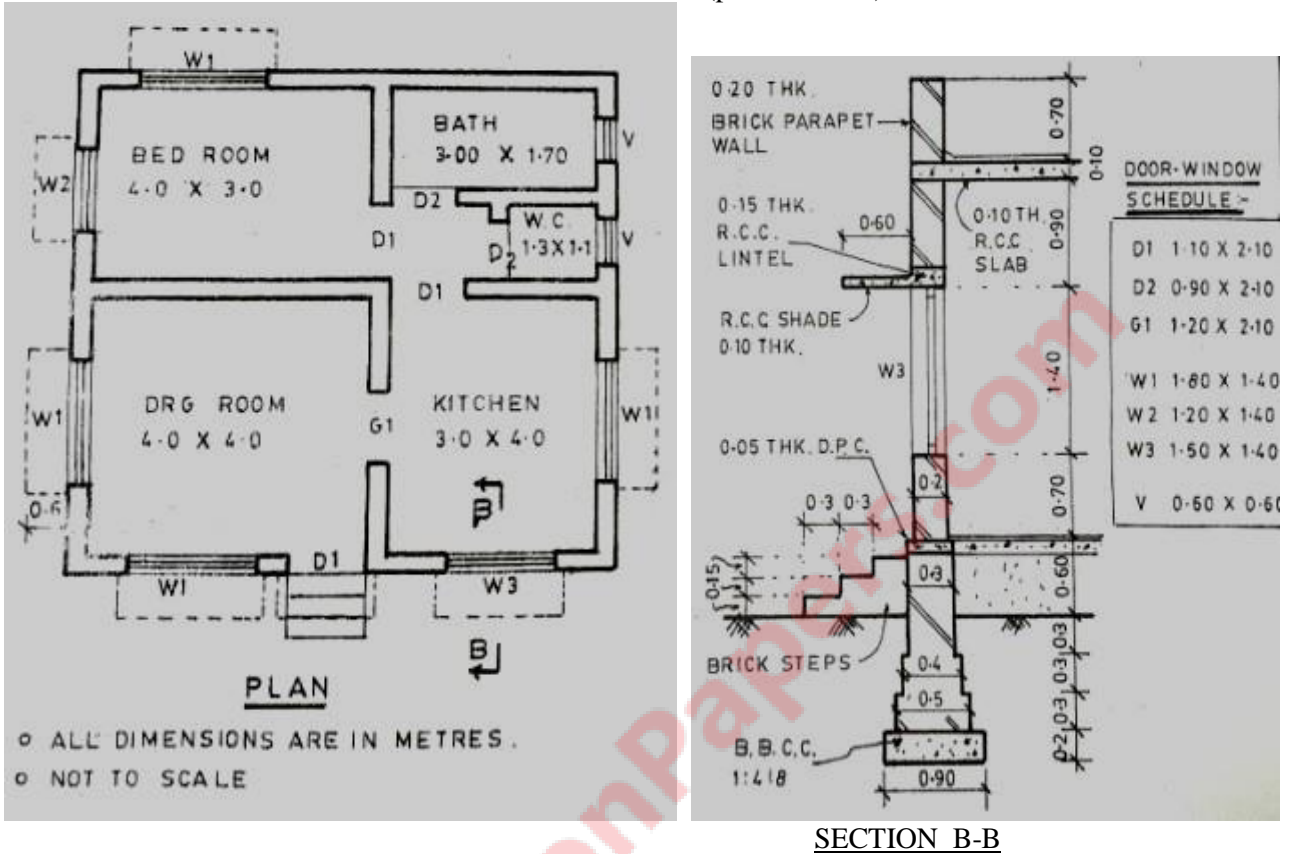 W1
BED ROOM
4.0 X 3.0
W2
BATH
3.00 X 1.70
V
D2
W.C.
1.3X1.1
D2
V
D1
D1
DRG ROOM
4.0 X 4.0
G1
KITCHEN
3.0 X 4.0
W1
W1
B
0.6
W1
D1
W3
B
PLAN
ALL DIMENSIONS ARE IN METRES.
NOT TO SCALE
0.20 THK.
BRICK PARAPET
WALL
0.70
0.10
0.15 THK.
R.C.C.
LINTEL
0.60
0.10TH.
R.C.C.
SLAB
0.90
R.C.C SHADE
0.10 THK.
W3
1.40
0.05 THK. D.P.C.
0.2
0.70
0.3 0.3
0.15
0.3
0.60
BRICK STEPS
0.4
0.3
0.5
0.3
0.3
B.B.C.C.
1:4:8
0.2
0.90
SECTION B-B
DOOR-WINDOW
SCHEDULE :-
D1 1.10 X 2.10
D2 0.90 X 2.10
G1 1.20 X 2.10
W1 1.80 X 1.40
W2 1.20 X 1.40
W3 1.50 X 1.40
V 0.60 X 0.60